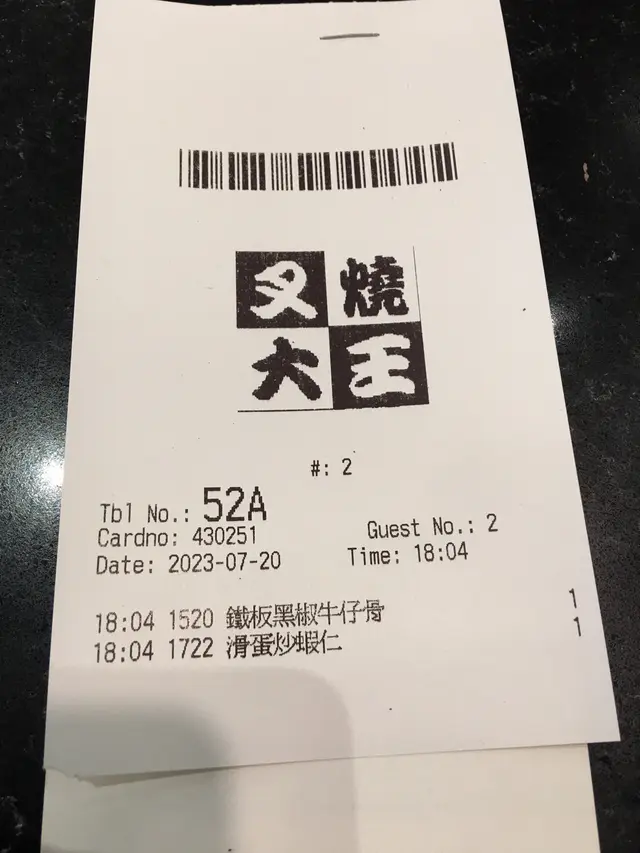 叉燒
大王
#: 2
Tbl No.: 52A
Cardno: 430251 Guest No.: 2
Date: 2023-07-20 Time: 18:04
18:04 1520 鐵板黑椒牛仔骨 1
18:04 1722 滑蛋炒蝦仁 1